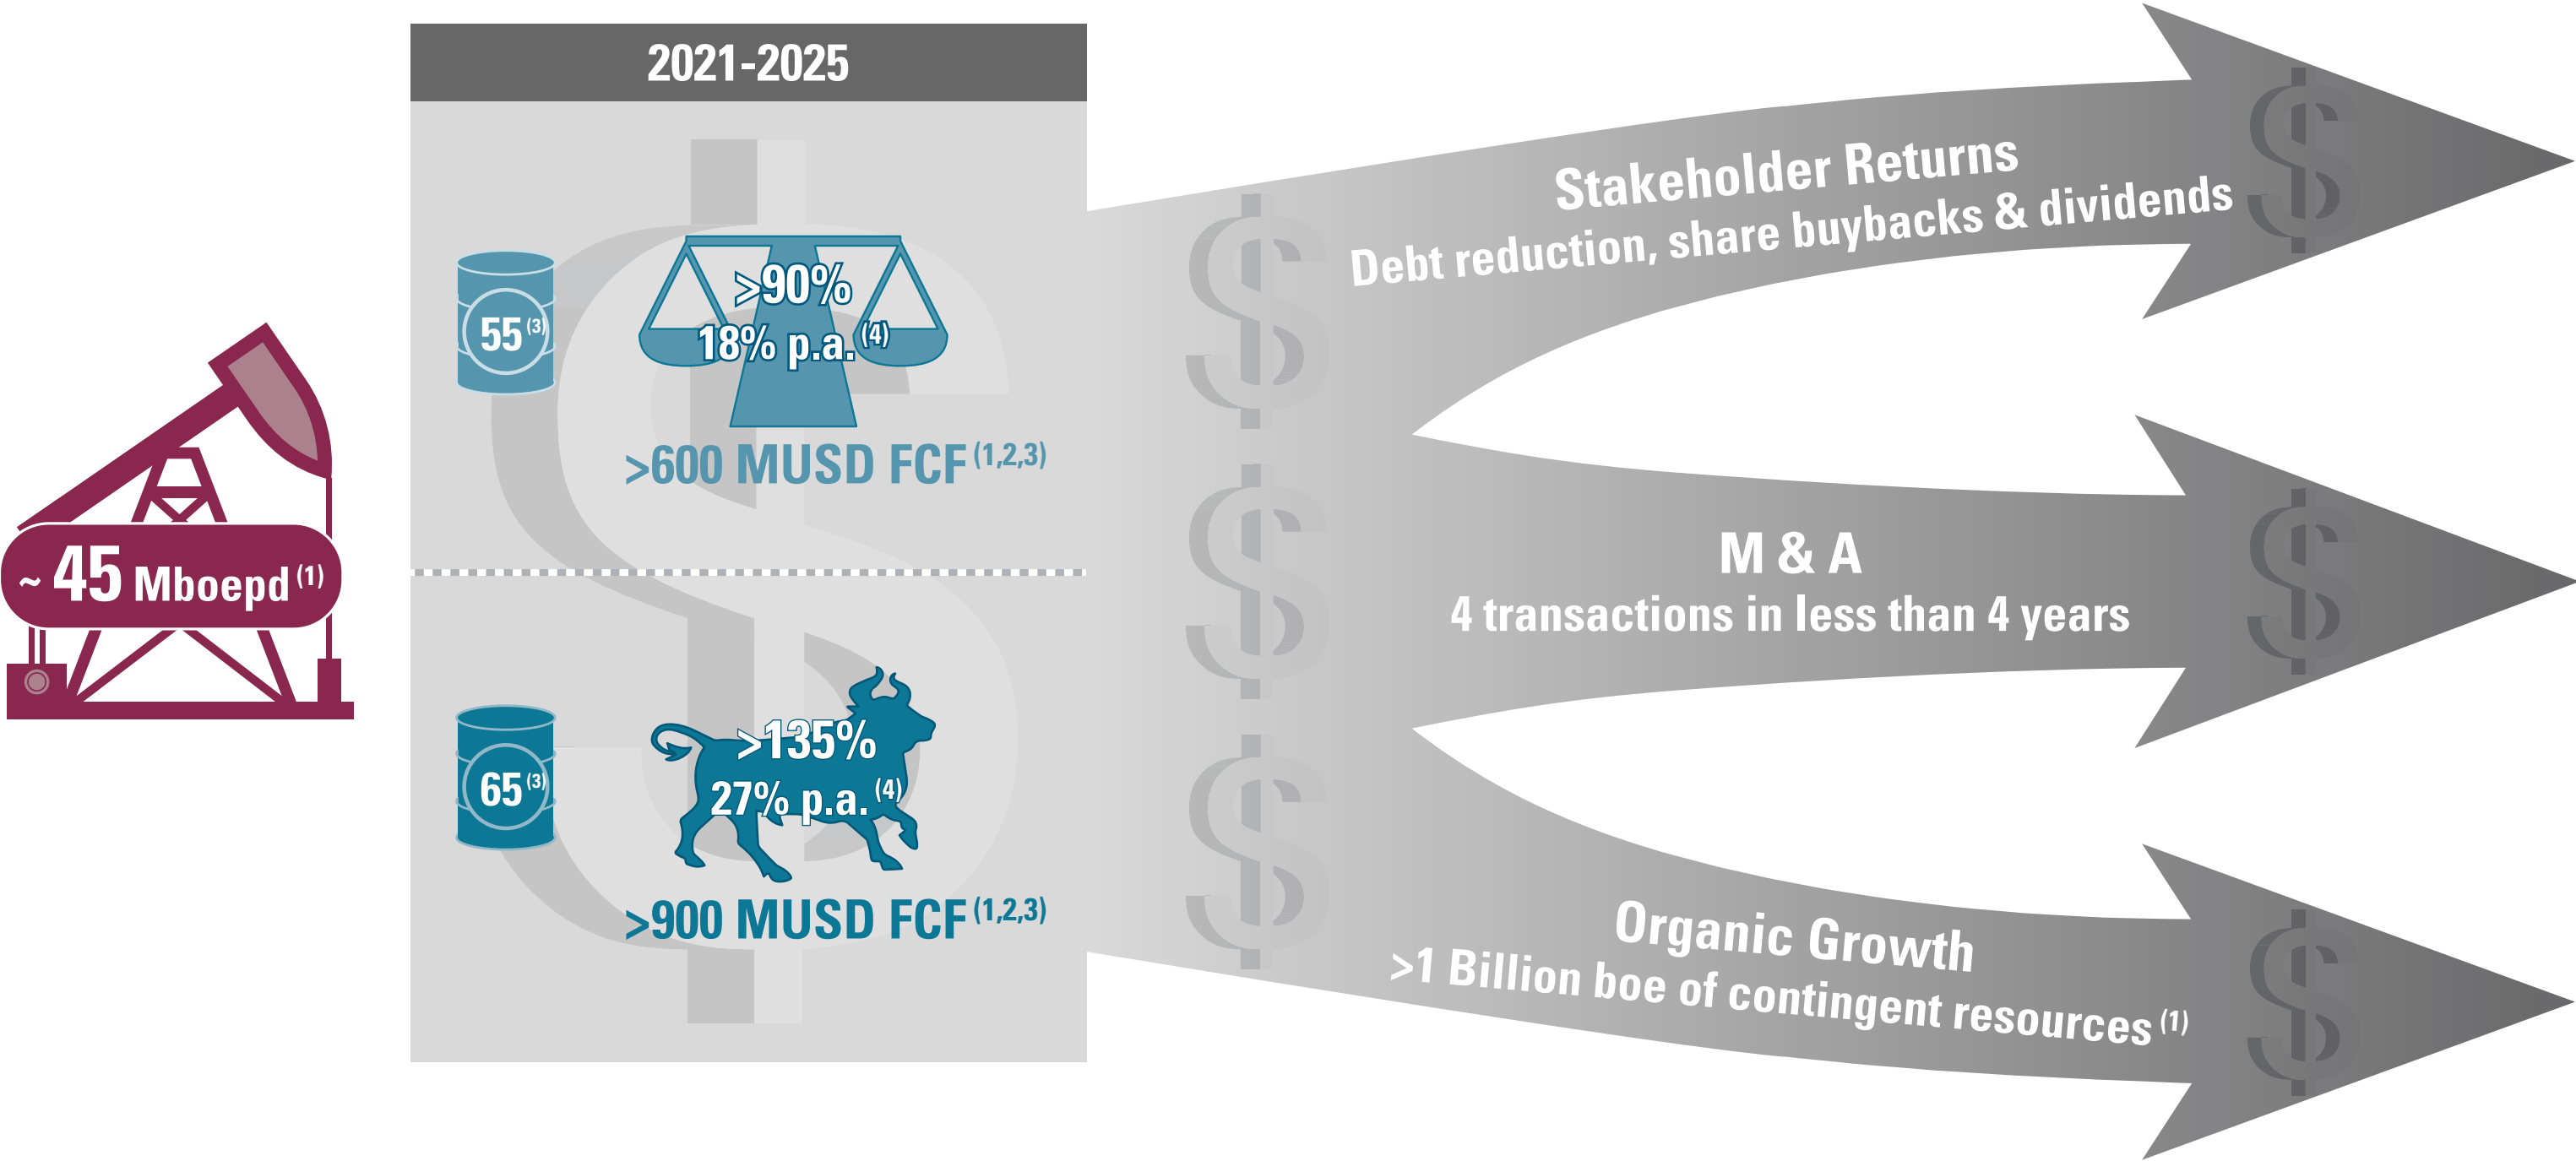 ~ 45 Mboepd (1)
2021-2025
55 (3)
>90%
18% p.a. (4)
>600 MUSD FCF (1,2,3)
65 (3)
>135%
27% p.a. (4)
>900 MUSD FCF (1,2,3)
Stakeholder Returns
Debt reduction, share buybacks & dividends
M & A
4 transactions in less than 4 years
Organic Growth
>1 Billion boe of contingent resources (1)